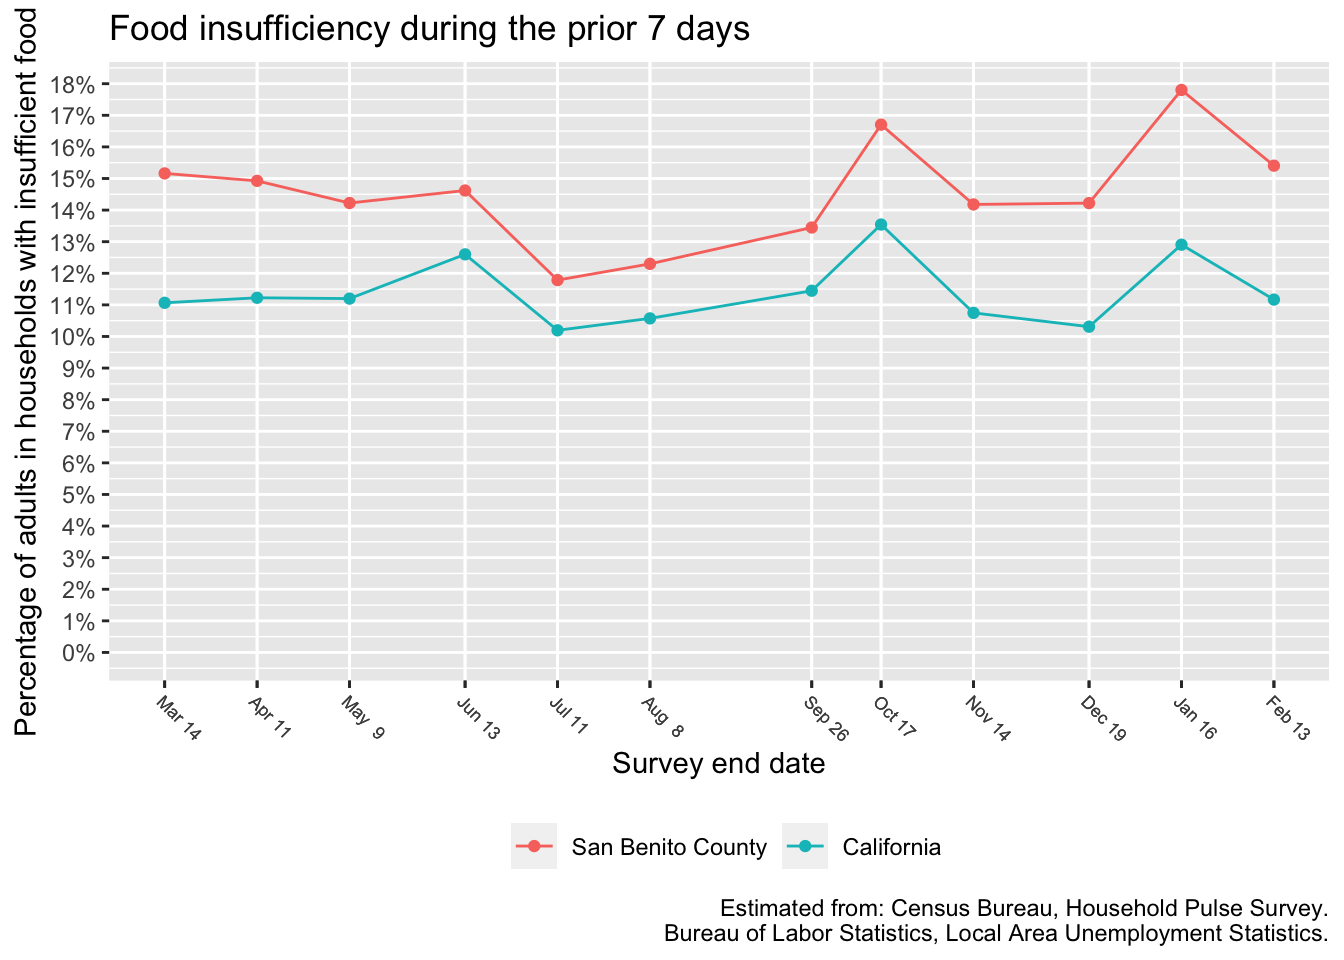 Food insufficiency during the prior 7 days
Percentage of adults in households with insufficient food
18%
17%
16%
15%
14%
13%
12%
11%
10%
9%
8%
7%
6%
5%
4%
3%
2%
1%
0%
Mar 14
Apr 11
May 9
Jun 13
Jul 11
Aug 8
Sep 26
Oct 17
Nov 14
Dec 19
Jan 16
Feb 13
Survey end date
San Benito County
California
Estimated from: Census Bureau, Household Pulse Survey.
Bureau of Labor Statistics, Local Area Unemployment Statistics.